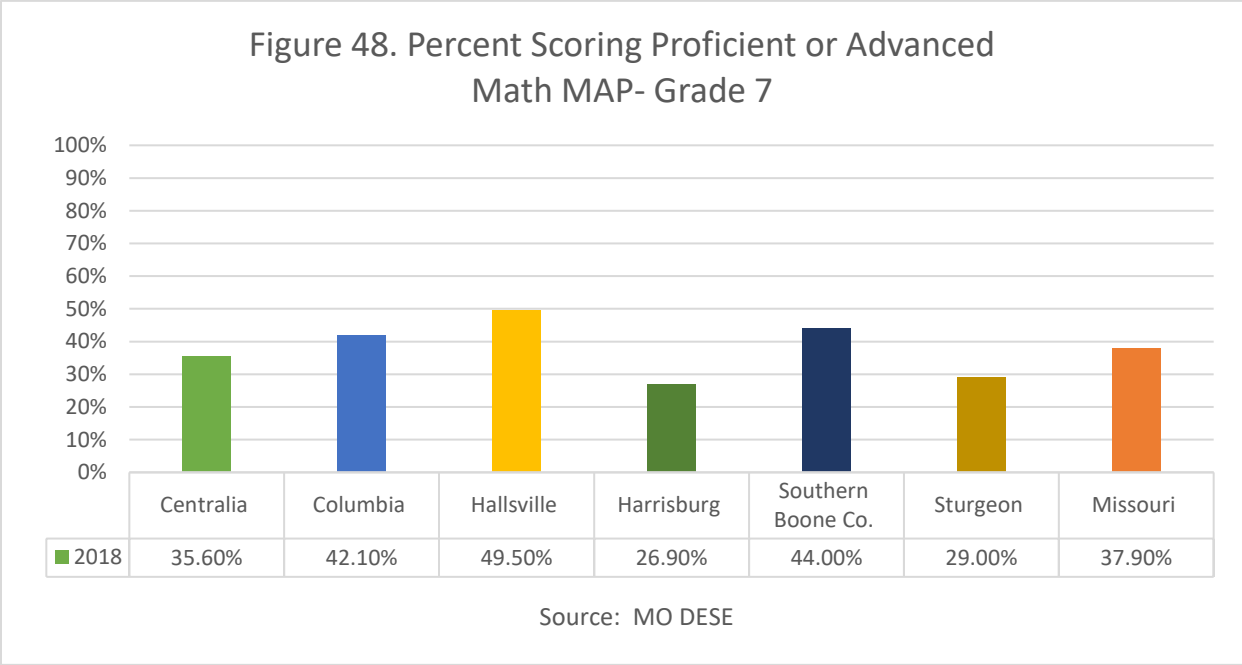 Figure 48. Percent Scoring Proficient or Advanced
Math MAP- Grade 7
100%
90%
80%
70%
60%
50%
40%
30%
20%
10%
0%
Centralia Columbia Hallsville Harrisburg Southern Boone Co. Sturgeon Missouri
2018 35.60% 42.10% 49.50% 26.90% 44.00% 29.00% 37.90%
Source: MO DESE